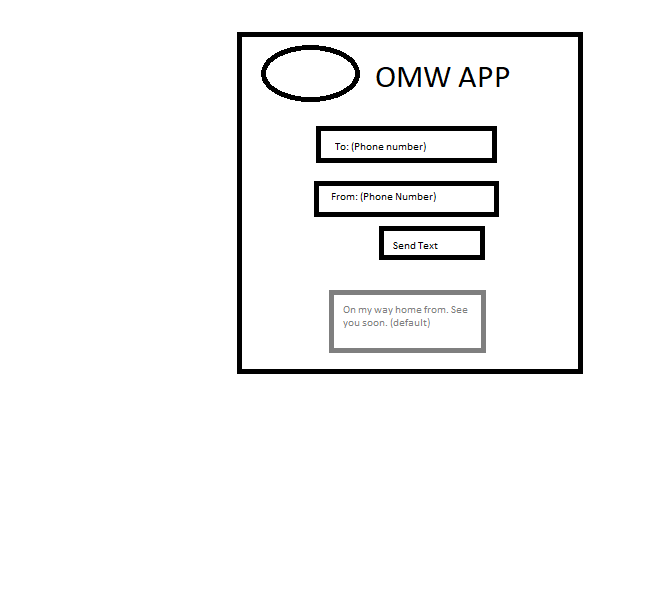 OMW APP
To: (Phone number)
From: (Phone Number)
Send Text
On my way home from. See
you soon. (default)